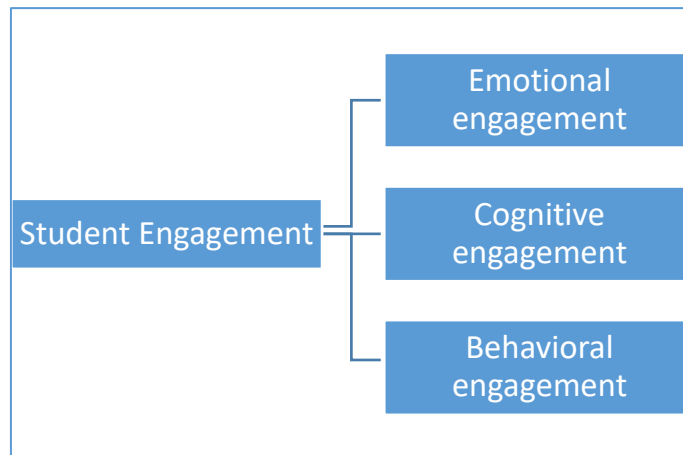 Emotional
engagement
Student Engagement
Cognitive
engagement
Behavioral
engagement